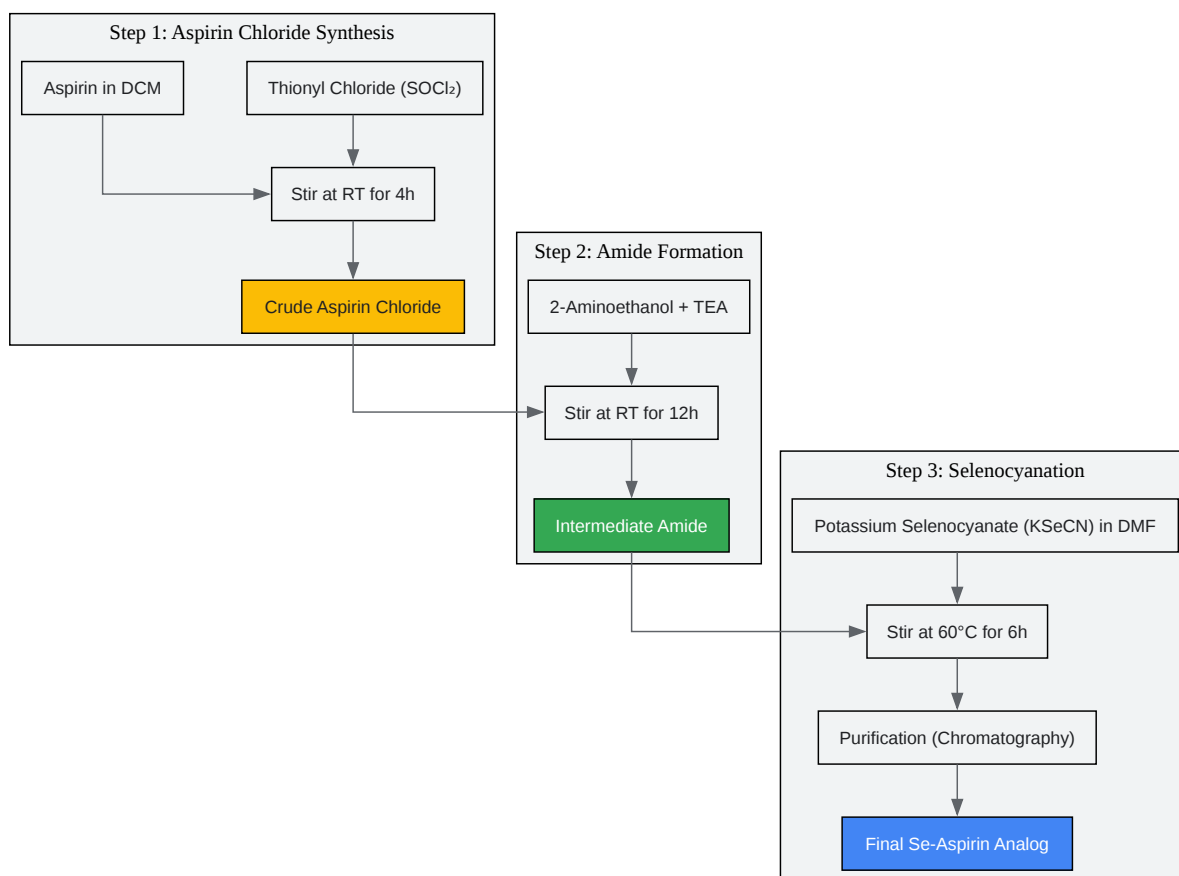 Step 1: Aspirin Chloride Synthesis
Aspirin in DCM
Thionyl Chloride (SOCl₂)
Stir at RT for 4h
Crude Aspirin Chloride
Step 2: Amide Formation
2-Aminoethanol + TEA
Stir at RT for 12h
Intermediate Amide
Step 3: Selenocyanation
Potassium Selenocyanate (KSeCN) in DMF
Stir at 60°C for 6h
Purification (Chromatography)
Final Se-Aspirin Analog